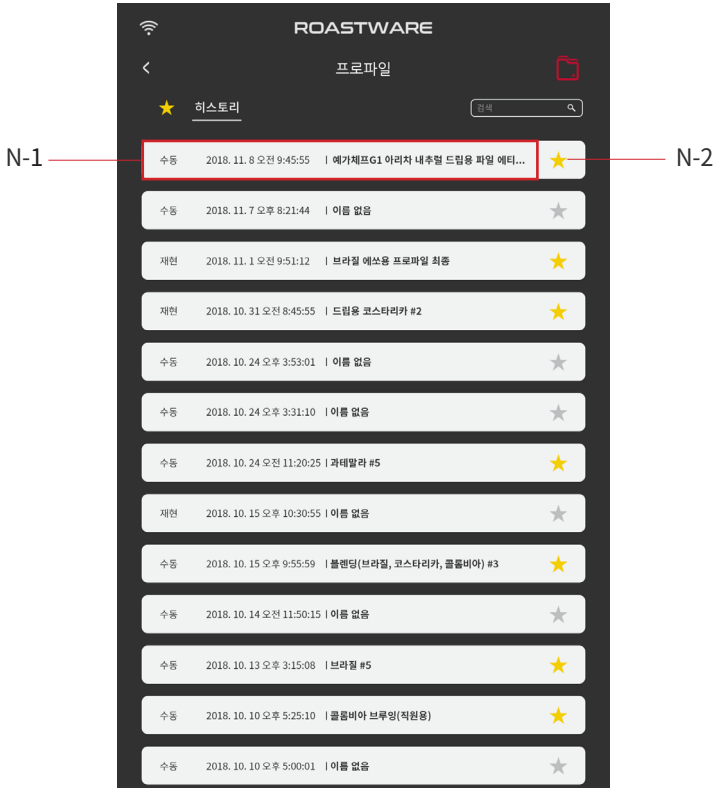 ROASTWARE
프로파일
히스토리 검색
N-1 수동 2018. 11. 8 오전 9:45:55 | 예가체프G1 아리차 내추럴 드립용 파일 에티... N-2
수동 2018. 11. 7 오후 8:21:44 | 이름 없음
재현 2018. 11. 1 오전 9:51:12 | 브라질 에쏘용 프로파일 최종
재현 2018. 10. 31 오전 8:45:55 | 드립용 코스타리카 #2
수동 2018. 10. 24 오후 3:53:01 | 이름 없음
수동 2018. 10. 24 오후 3:31:10 | 이름 없음
수동 2018. 10. 24 오전 11:20:25 | 과테말라 #5
재현 2018. 10. 15 오후 10:30:55 | 이름 없음
수동 2018. 10. 15 오후 9:55:59 | 블렌딩(브라질, 코스타리카, 콜롬비아) #3
수동 2018. 10. 14 오전 11:50:15 | 이름 없음
수동 2018. 10. 13 오후 3:15:08 | 브라질 #5
수동 2018. 10. 10 오후 5:25:10 | 콜롬비아 브루잉(직원용)
수동 2018. 10. 10 오후 5:00:01 | 이름 없음